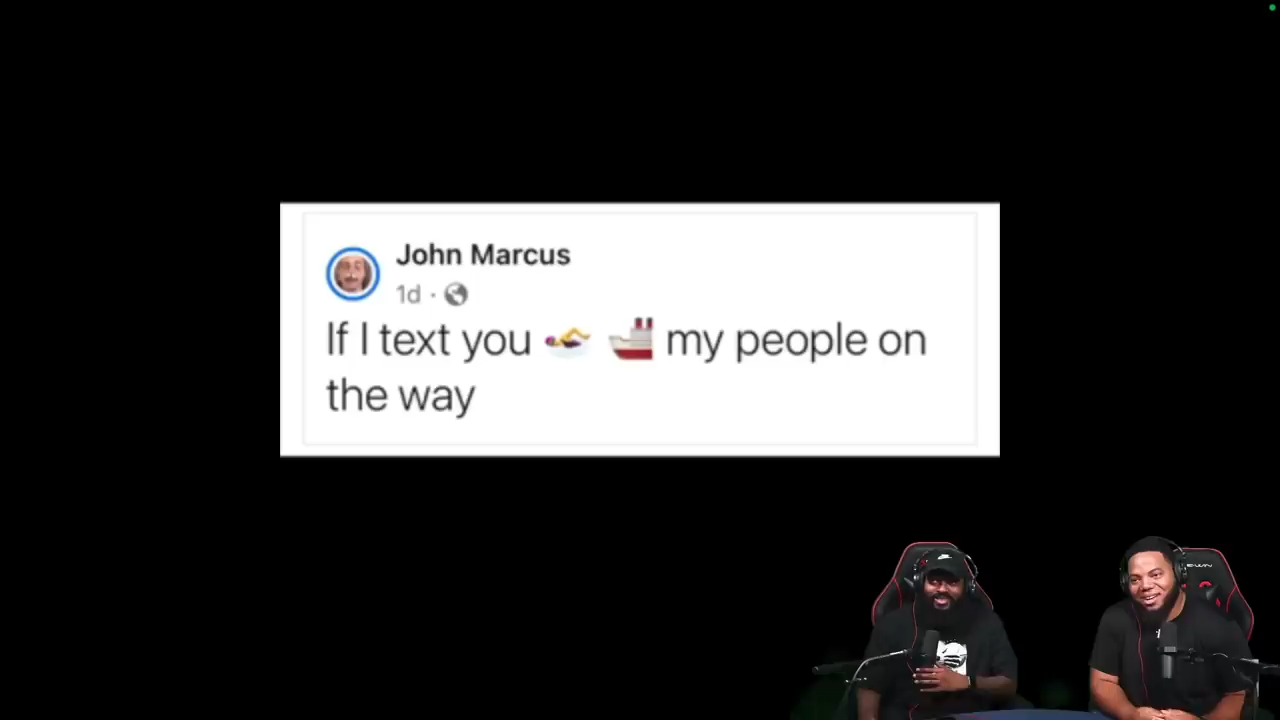 John Marcus
1d ·
If I text you 🏊 🚢 my people on
the way